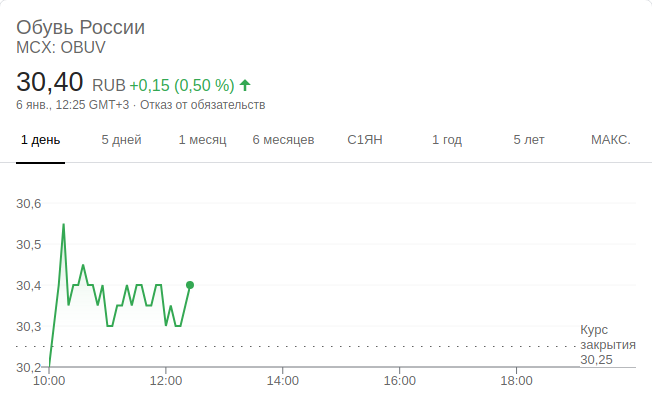 Обувь России
MCX: OBUV
30,40 RUB +0,15 (0,50 %)
6 янв., 12:25 GMT+3 · Отказ от обязательств
1 день 5 дней 1 месяц 6 месяцев С1ЯН 1 год 5 лет МАКС.
30,6
30,5
30,4
30,3
Курс
закрытия
30,25
30,2
10:00 12:00 14:00 16:00 18:00